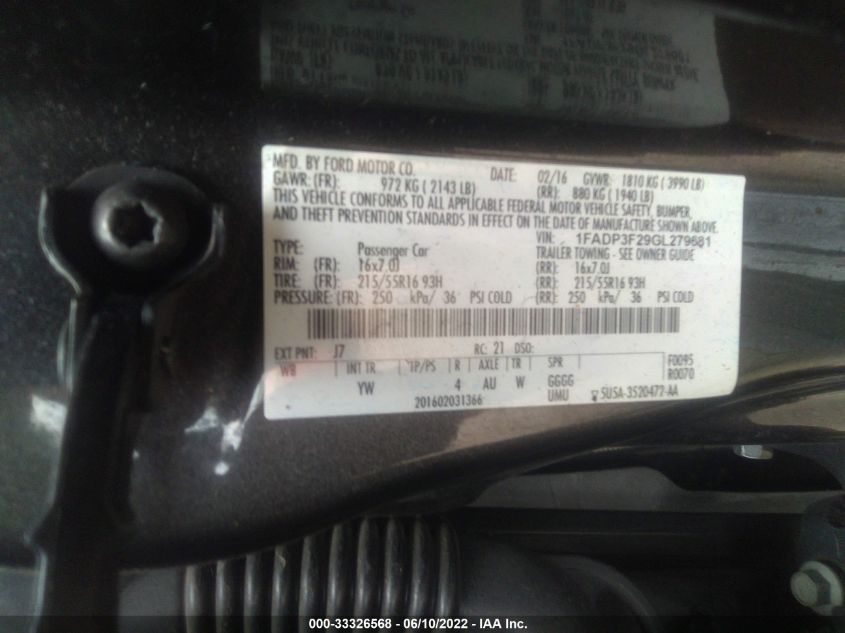 MFD. BY FORD MOTOR CO. DATE: 02/16 GVWR: 1810 KG ( 3990 LB)
GAWR: (FR): 972 KG ( 2143 LB) (RR): 880 KG ( 1940 LB)
THIS VEHICLE CONFORMS TO ALL APPLICABLE FEDERAL MOTOR VEHICLE SAFETY, BUMPER,
AND THEFT PREVENTION STANDARDS IN EFFECT ON THE DATE OF MANUFACTURE SHOWN ABOVE.
VIN: 1FADP3F29GL279681
TYPE: Passenger Car TRAILER TOWING - SEE OWNER GUIDE
RIM: (FR): 16x7.0J (RR): 16x7.0J
TIRE: (FR): 215/55R16 93H (RR): 215/55R16 93H
PRESSURE: (FR): 250 kPa/ 36 PSI COLD (RR): 250 kPa/ 36 PSI COLD
EXT PNT: J7 RC: 21 DSO:
WB INT TR TP/PS R AXLE TR SPR F0095
YW 4 AU W GGGG R0070
201602031366 UMU 5U5A-3520472-AA
000-33326568 - 06/10/2022 - IAA Inc.